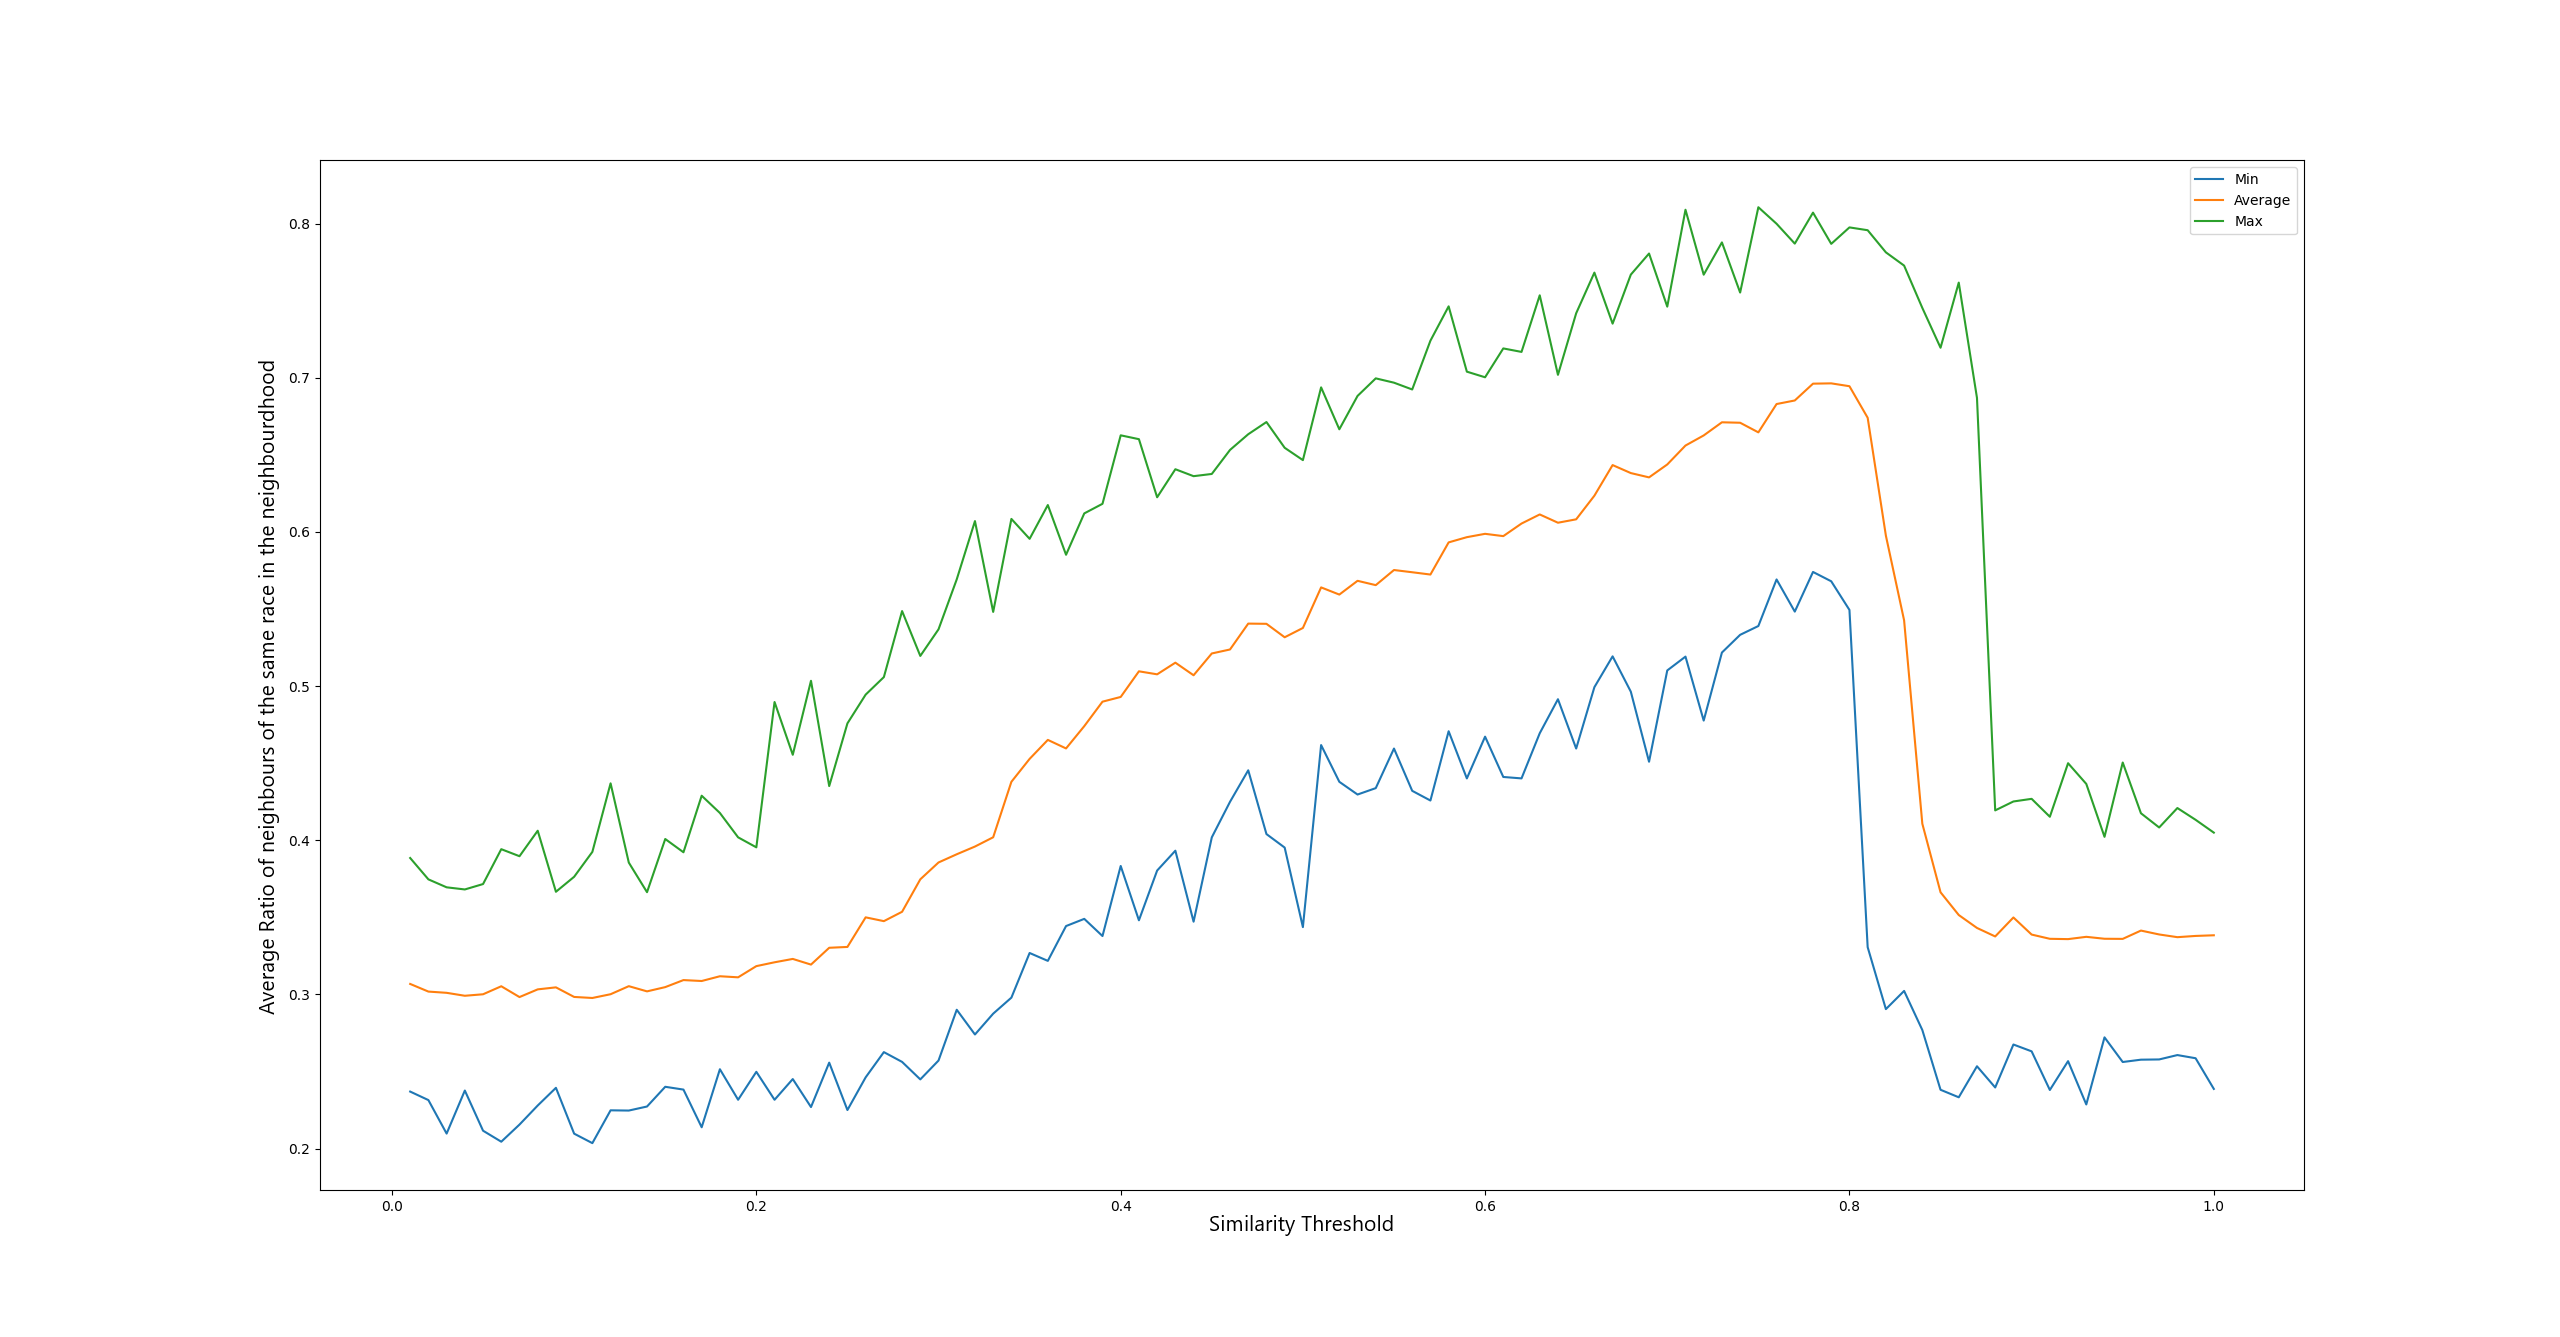 Min
Average
Max
0.8
0.7
0.6
0.5
0.4
0.3
0.2
Average Ratio of neighbours of the same race in the neighbourdhood
0.0 0.2 0.4 0.6 0.8 1.0
Similarity Threshold